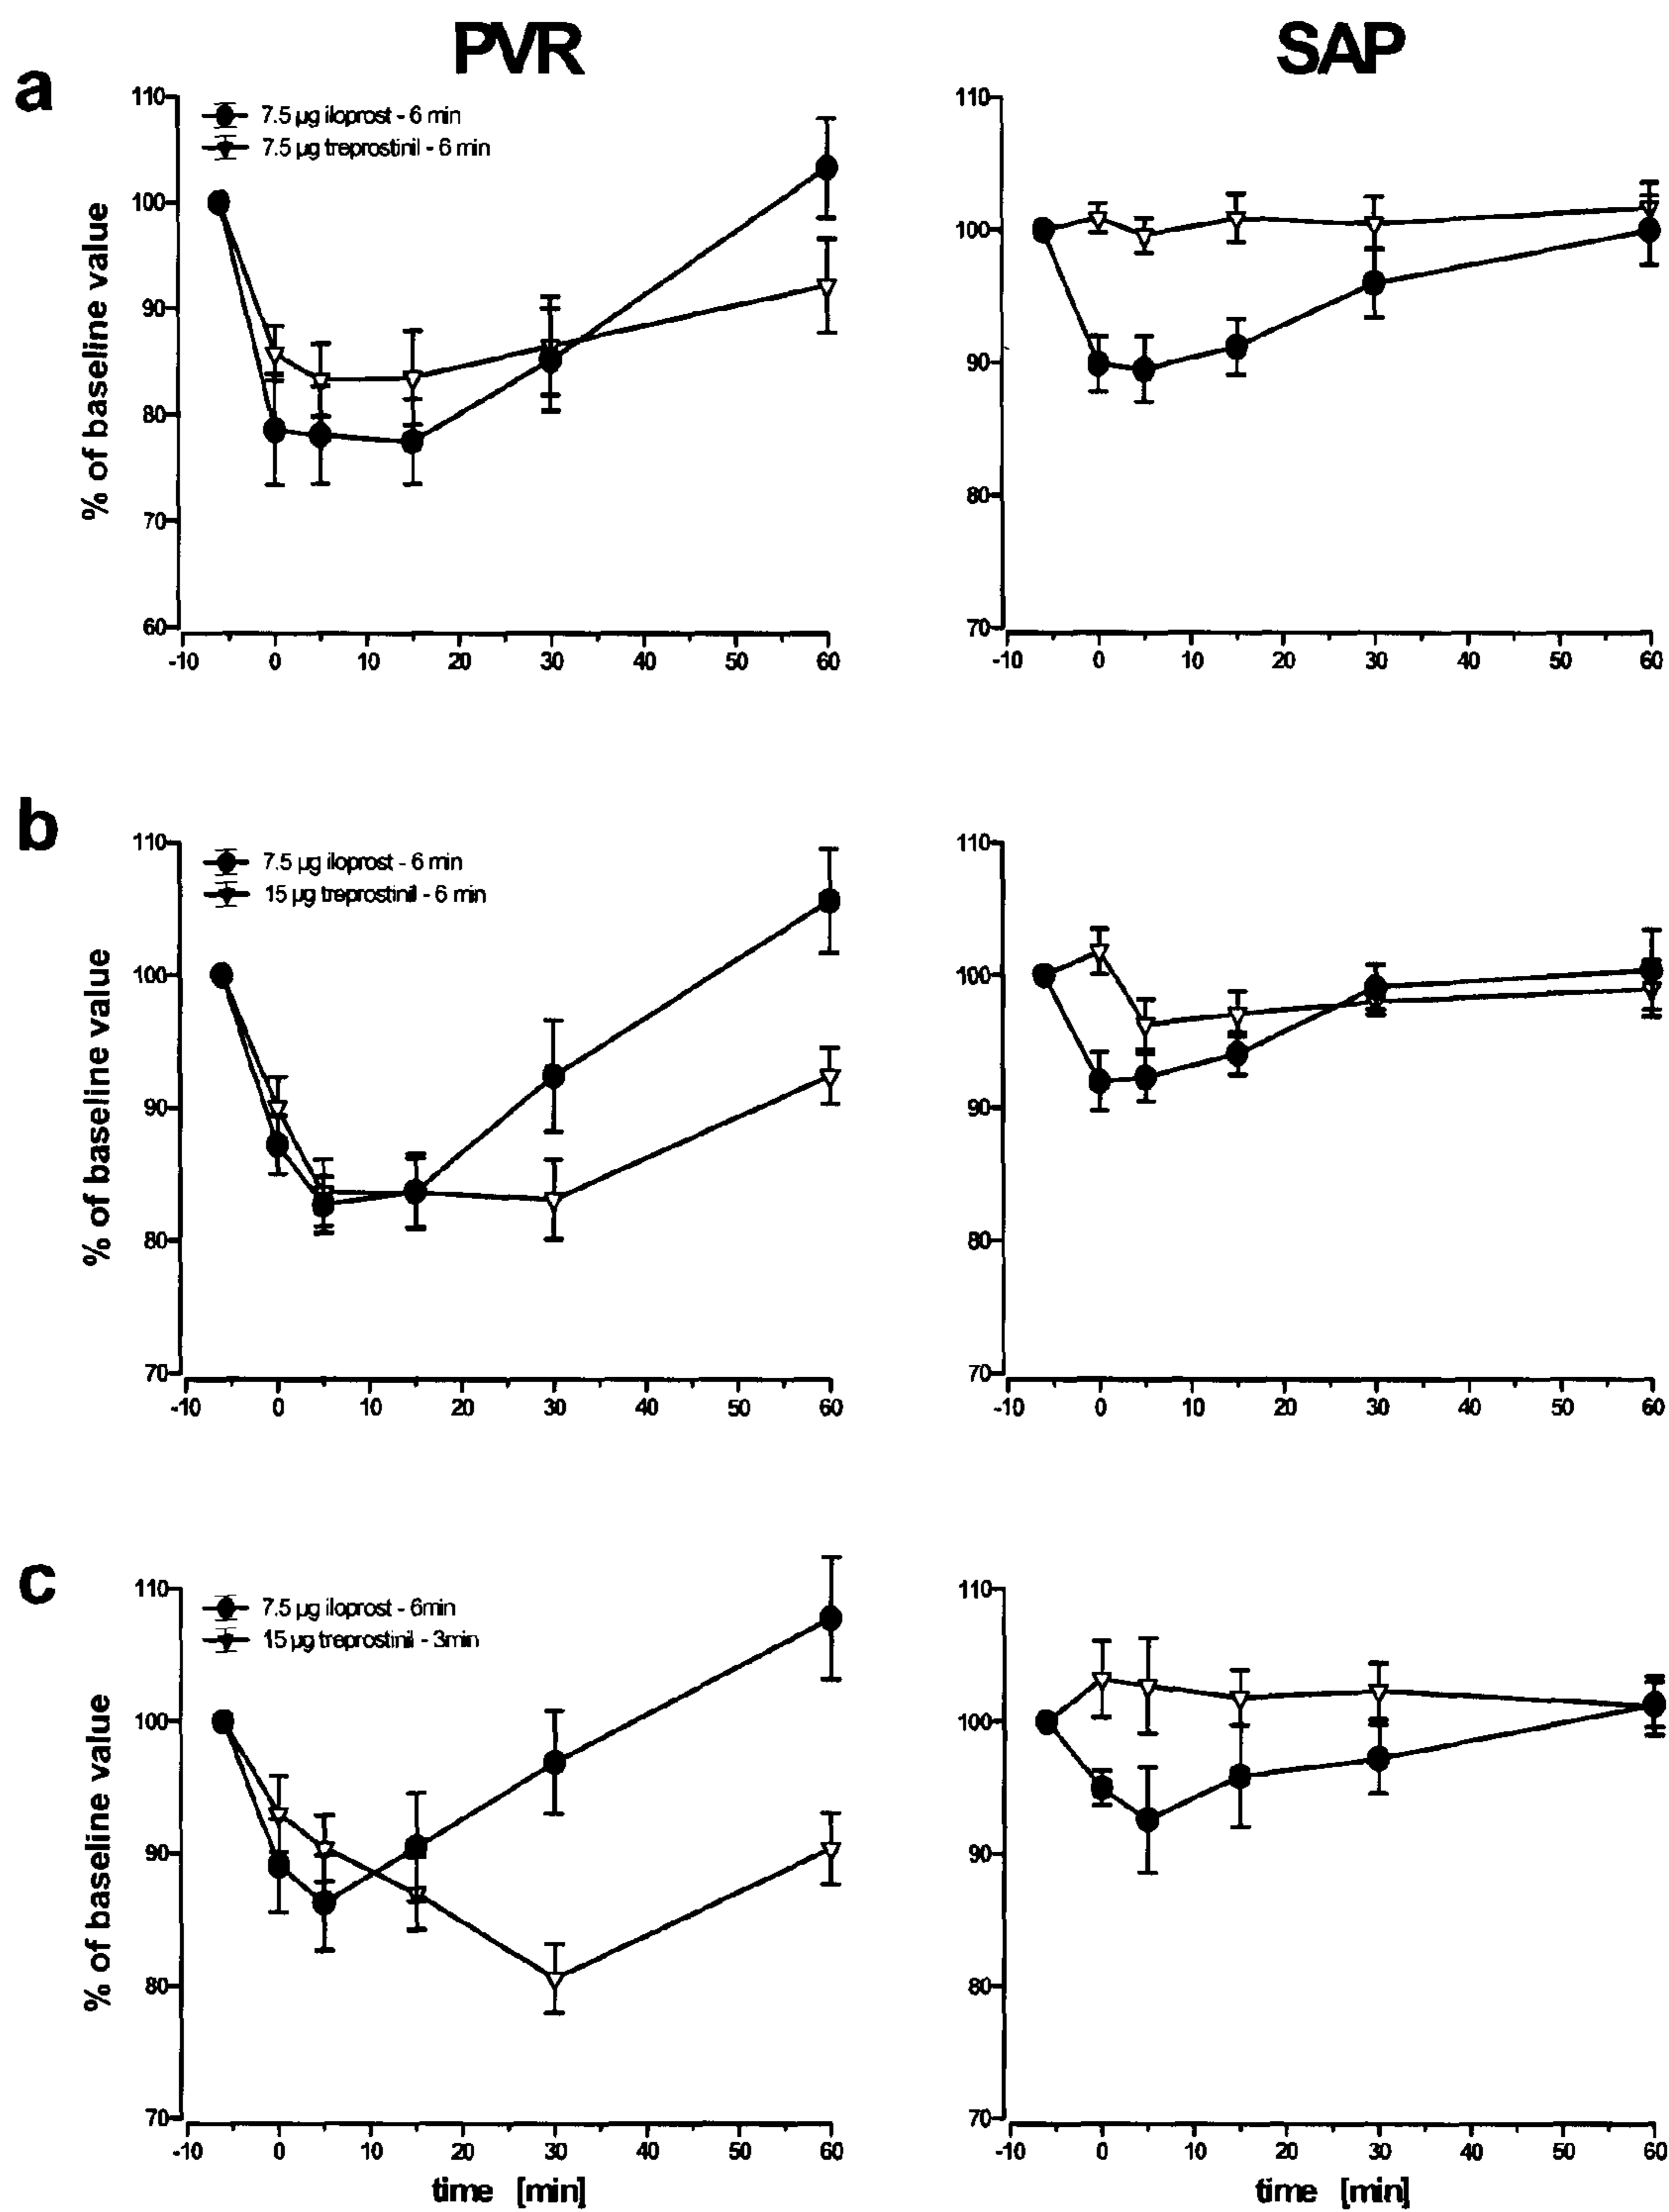 PVR SAP
a
110 110
7.5 µg iloprost - 6 min
7.5 µg treprostinil - 6 min
100 100
90 90
80 80
70
60 70
% of baseline value
-10 0 10 20 30 40 50 60 -10 0 10 20 30 40 50 60
b
110 110
7.5 µg iloprost - 6 min
15 µg treprostinil - 6 min
100 100
90 90
80 80
70 70
% of baseline value
-10 0 10 20 30 40 50 60 -10 0 10 20 30 40 50 60
c
110 110
7.5 µg iloprost - 6min
15 µg treprostinil - 3min
100 100
90 90
80 80
70 70
% of baseline value
-10 0 10 20 30 40 50 60 -10 0 10 20 30 40 50 60
time [min] time [min]